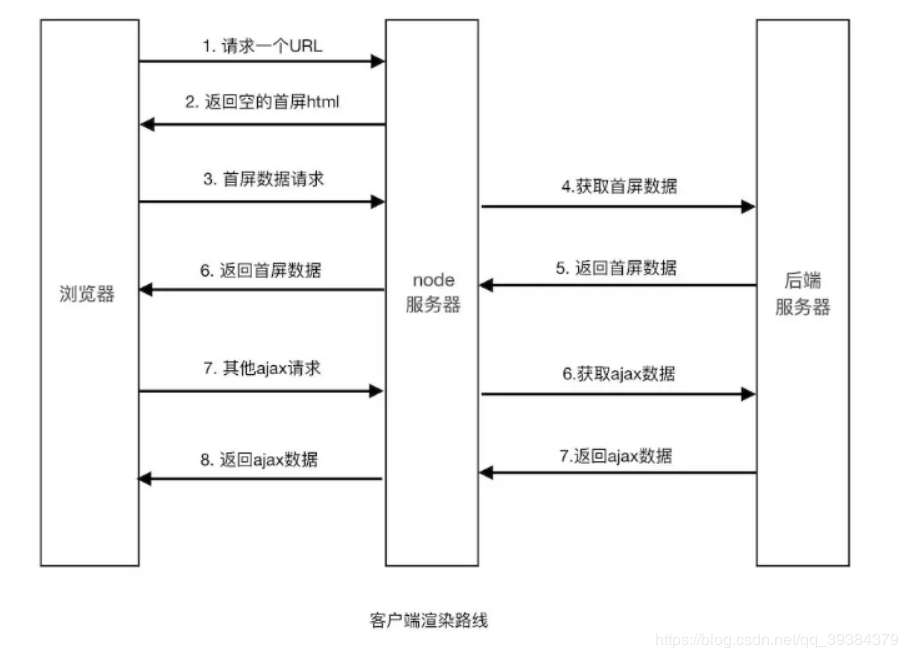 1. 请求一个URL
2. 返回空的首屏html
3. 首屏数据请求
4.获取首屏数据
5. 返回首屏数据
6. 返回首屏数据
浏览器
node
服务器
后端
服务器
7. 其他ajax请求
6.获取ajax数据
8. 返回ajax数据
7.返回ajax数据
客户端渲染路线
https://blog.csdn.net/qq_39384379